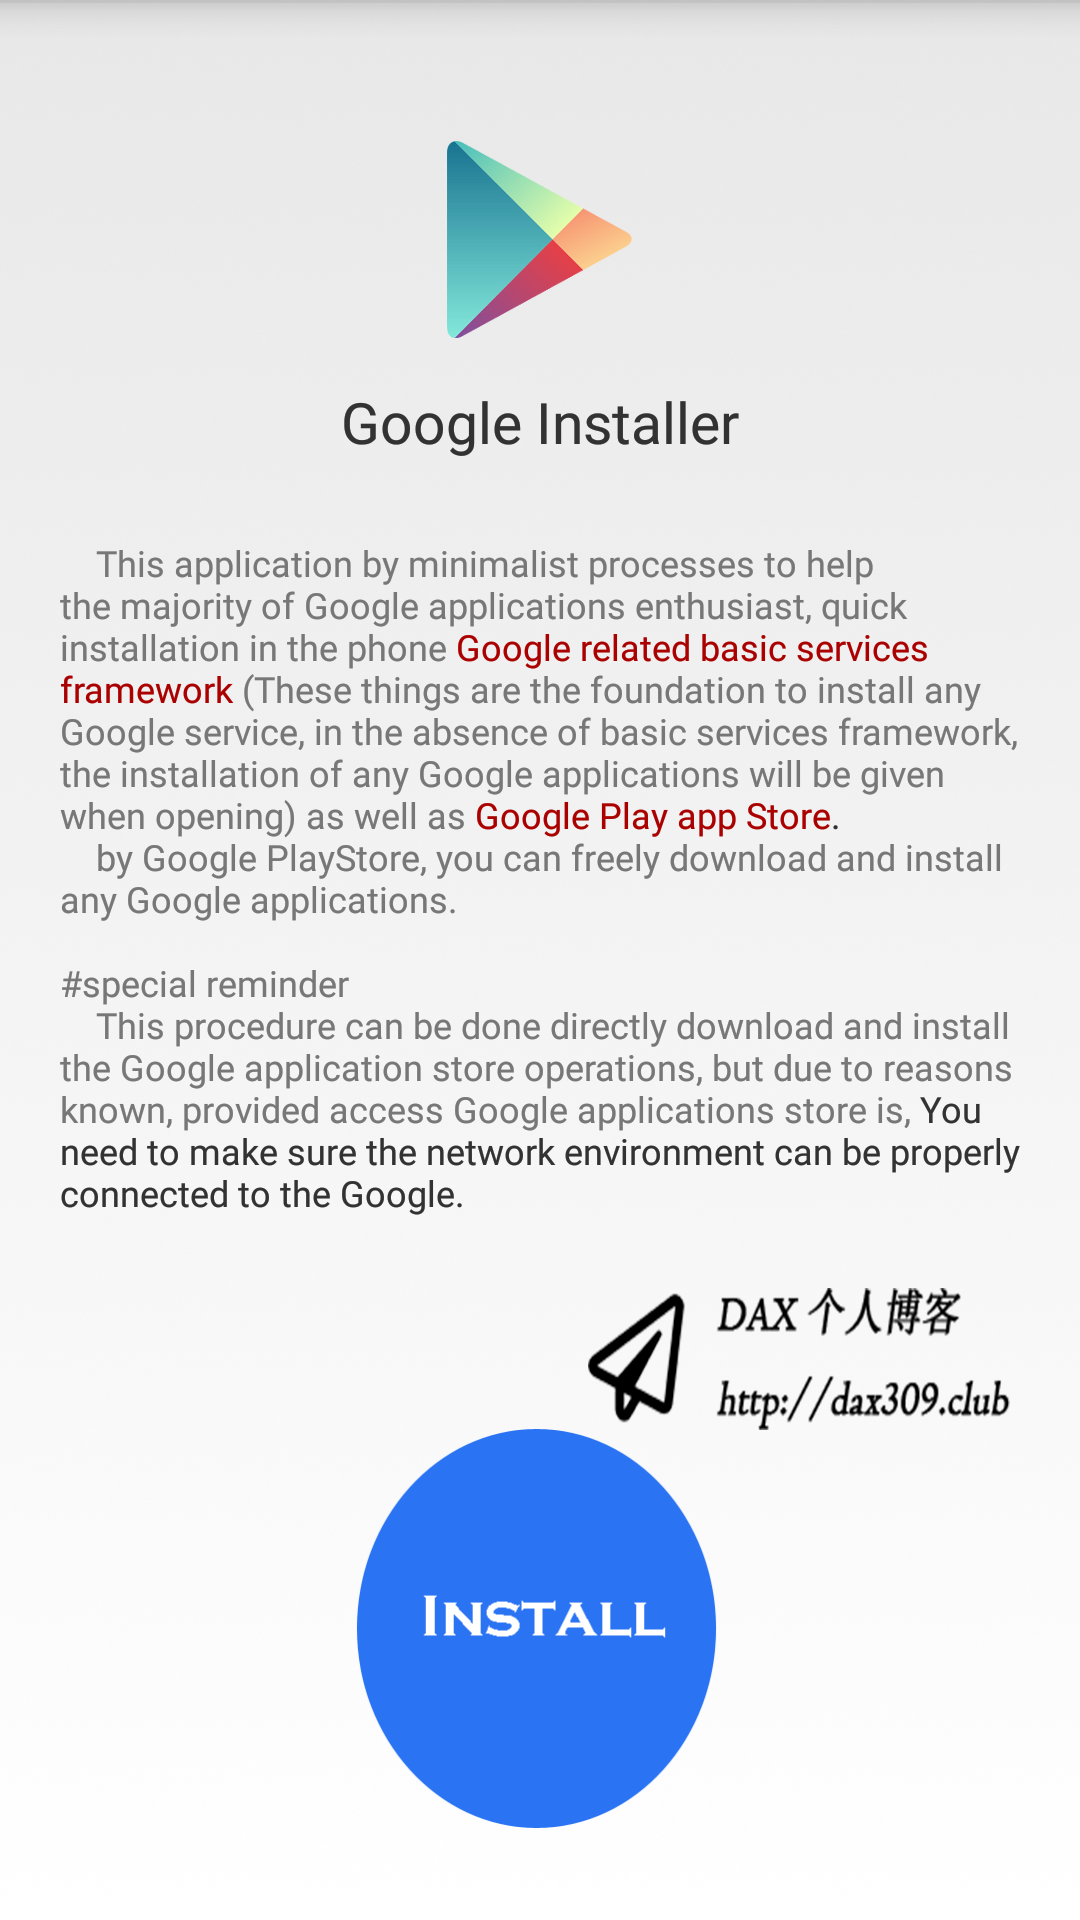 Google Installer
This application by minimalist processes to help
the majority of Google applications enthusiast, quick
installation in the phone Google related basic services
framework (These things are the foundation to install any
Google service, in the absence of basic services framework,
the installation of any Google applications will be given
when opening) as well as Google Play app Store.
by Google PlayStore, you can freely download and install
any Google applications.
#special reminder
This procedure can be done directly download and install
the Google application store operations, but due to reasons
known, provided access Google applications store is, You
need to make sure the network environment can be properly
connected to the Google.
DAX 个人博客
http://dax309.club
INSTALL